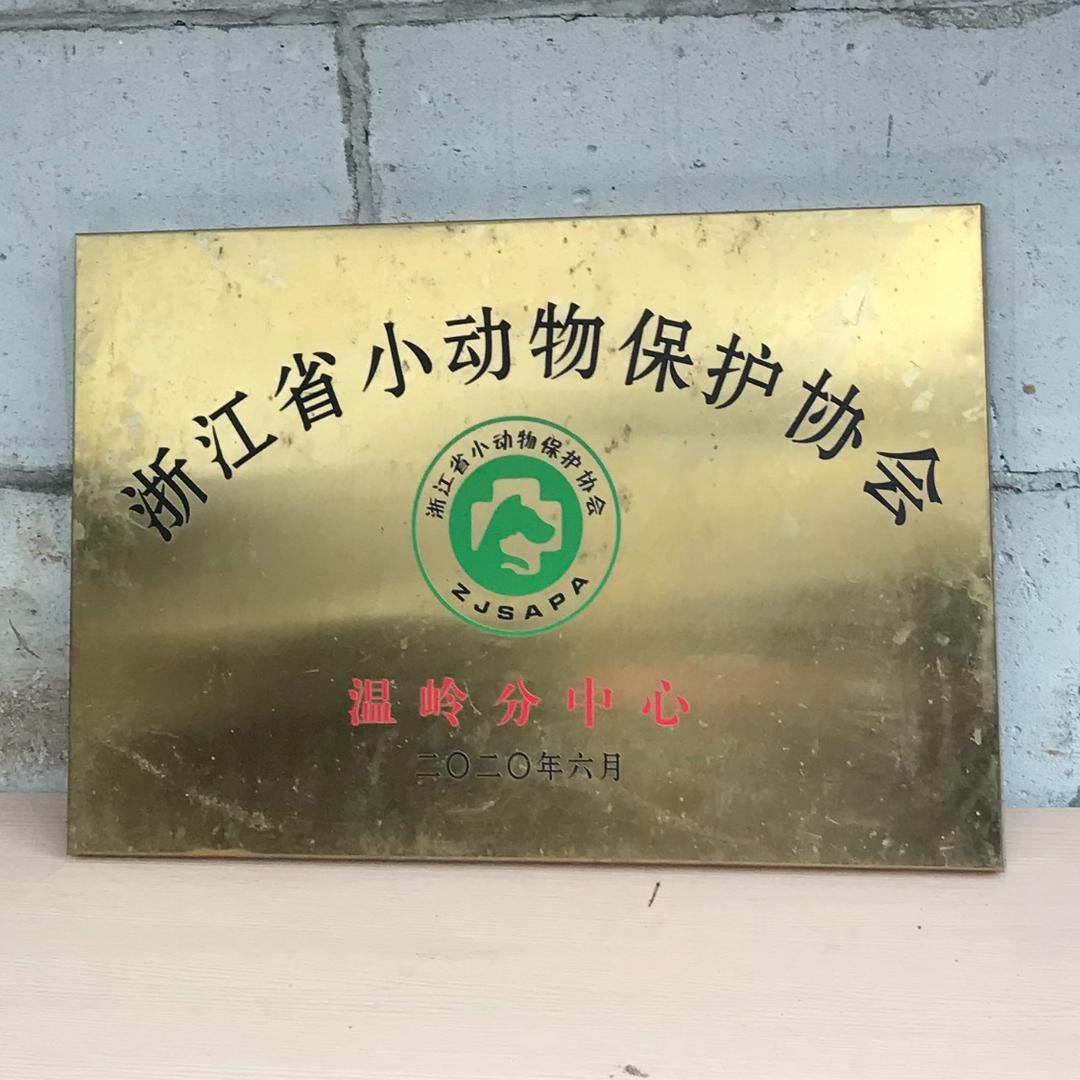 浙江省小动物保护协会
浙江省小动物保护协会
ZJSAPA
温岭分中心
二〇二〇年六月